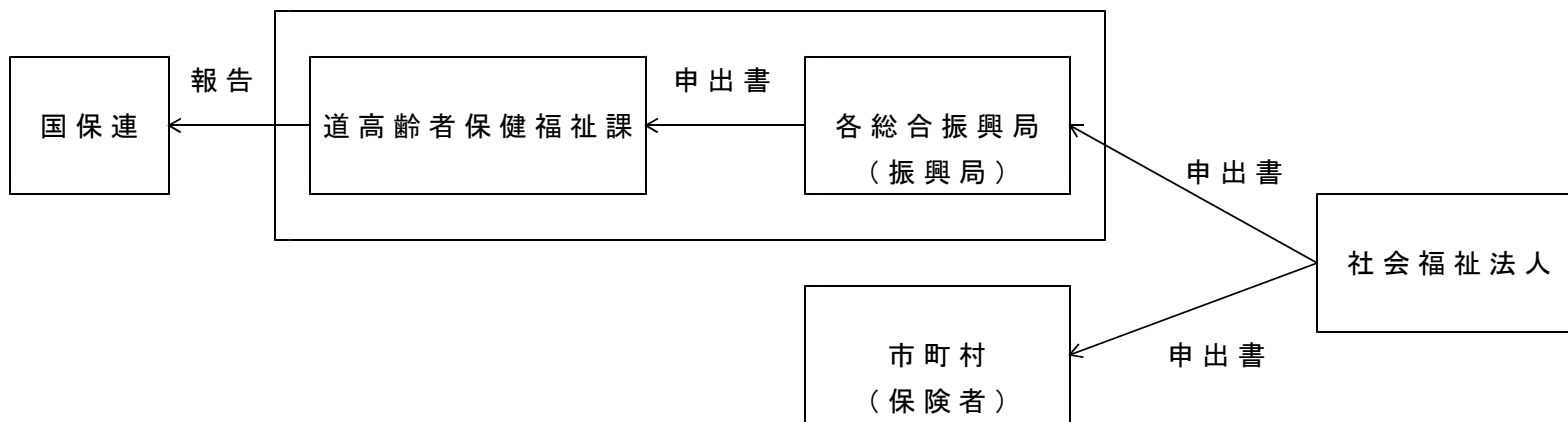 報告
申出書
国保連
道高齢者保健福祉課
各総合振興局
（振興局）
申出書
社会福祉法人
市町村
（保険者）
申出書